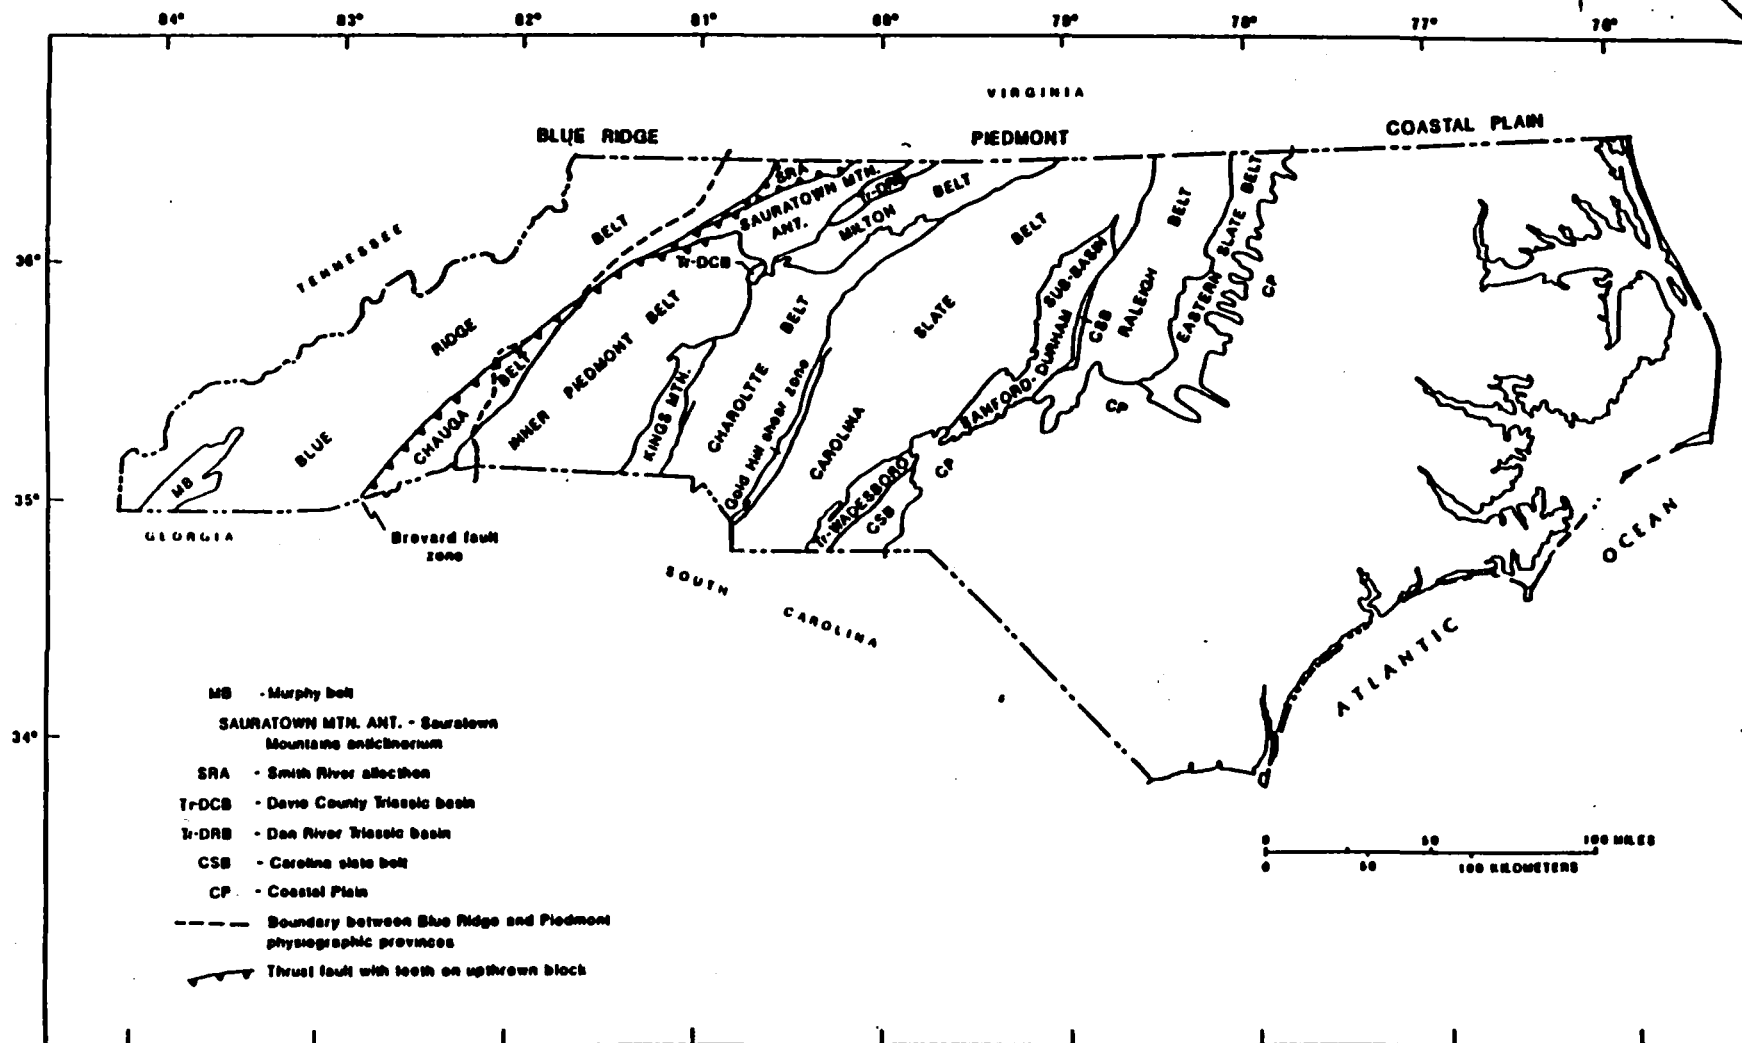 84° 83° 82° 81° 80° 79° 78° 77° 76°
VIRGINIA
BLUE RIDGE PIEDMONT COASTAL PLAIN
TENNESSEE
36°
35°
34°
BLUE RIDGE BELT
MB
CHAUGA BELT
INNER PIEDMONT BELT
KINGS MTN.
SRA
SAURATOWN MTN. ANT.
Tr-DRB
MILTON BELT
Tr-DCB
CHAROLTTE BELT
Gold Hill shear zone
CAROLINA SLATE BELT
Tr-WADESBORO
CSB
SANFORD-DURHAM SUB-BASIN
CSB
RALEIGH BELT
EASTERN SLATE BELT
CP
CP
CP
GEORGIA
Brevard fault
zone
SOUTH CAROLINA
ATLANTIC OCEAN
MB - Murphy belt
SAURATOWN MTN. ANT. - Sauratown
Mountains anticlinorium
SRA - Smith River allocthon
Tr-DCB - Davie County Triassic basin
Tr-DRB - Dan River Triassic basin
CSB - Carolina slate belt
CP - Coastal Plain
Boundary between Blue Ridge and Piedmont
physiographic provinces
Thrust fault with teeth on upthrown block
0 50 100 MILES
0 50 100 KILOMETERS